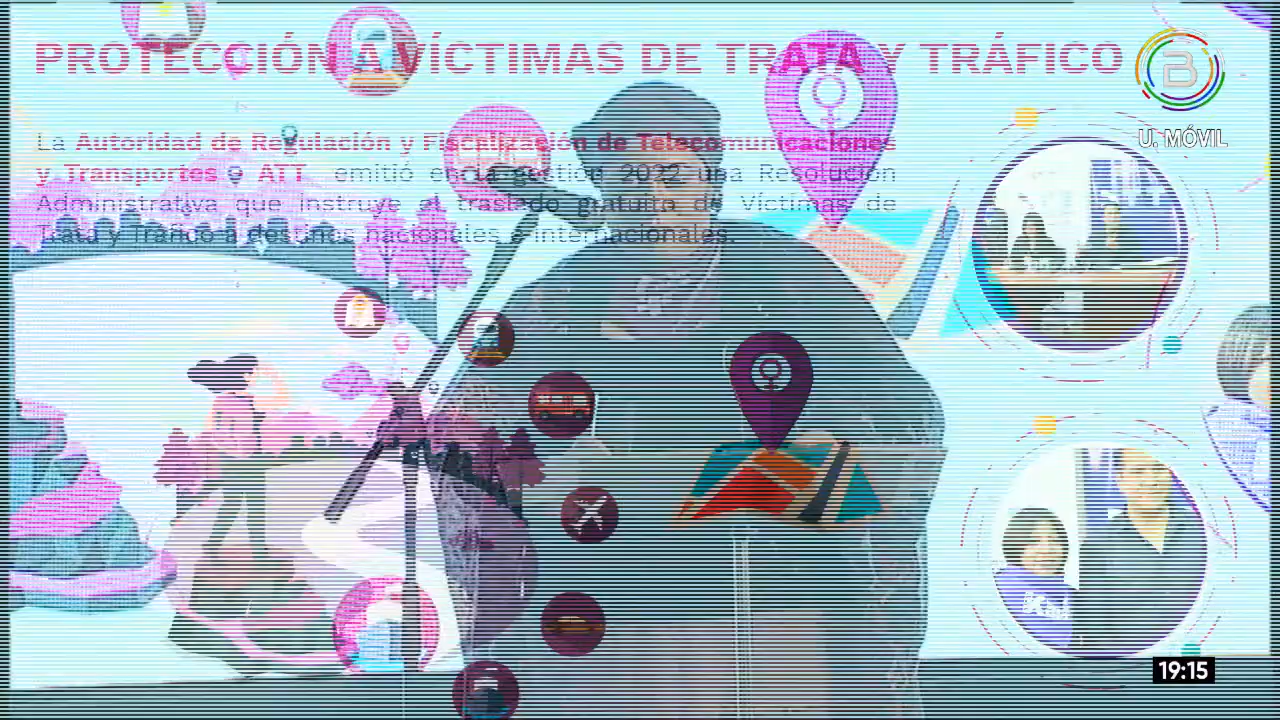 PROTECCIÓN A VÍCTIMAS DE TRATA Y TRÁFICO
B
U. MÓVIL
La Autoridad de Regulación y Fiscalización de Telecomunicaciones
y Transportes ATT emitió en la gestión 2022 una Resolución
Administrativa que instruye el traslado gratuito de Víctimas de
Trata y Tráfico a destinos nacionales e internacionales.
19:15